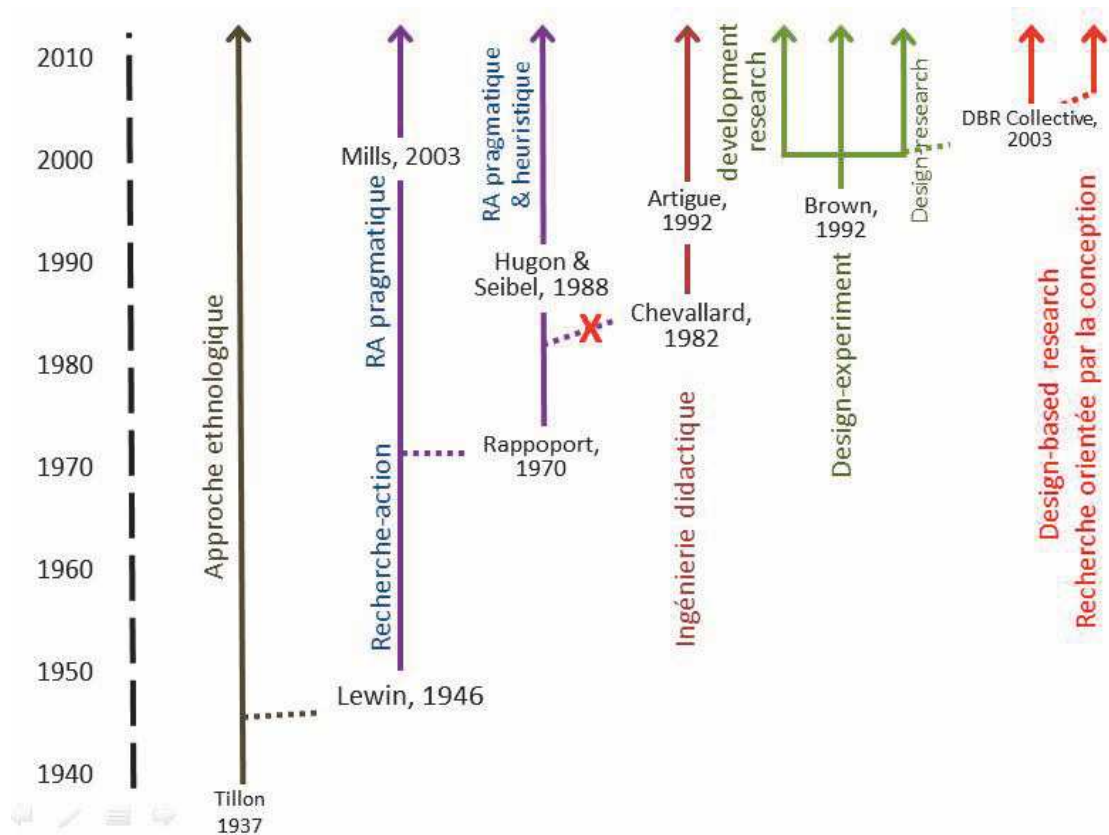 2010
2000
1990
1980
1970
1960
1950
1940
Approche ethnologique
Tillon
1937
Recherche-action
RA pragmatique
Mills, 2003
Lewin, 1946
RA pragmatique
& heuristique
Hugon &
Seibel, 1988
X
Rappoport,
1970
Artigue,
1992
Chevallard,
1982
Ingénierie didactique
development
research
Brown,
1992
Design-experiment
Design-research
DBR Collective,
2003
Design-based research
Recherche orientée par la conception